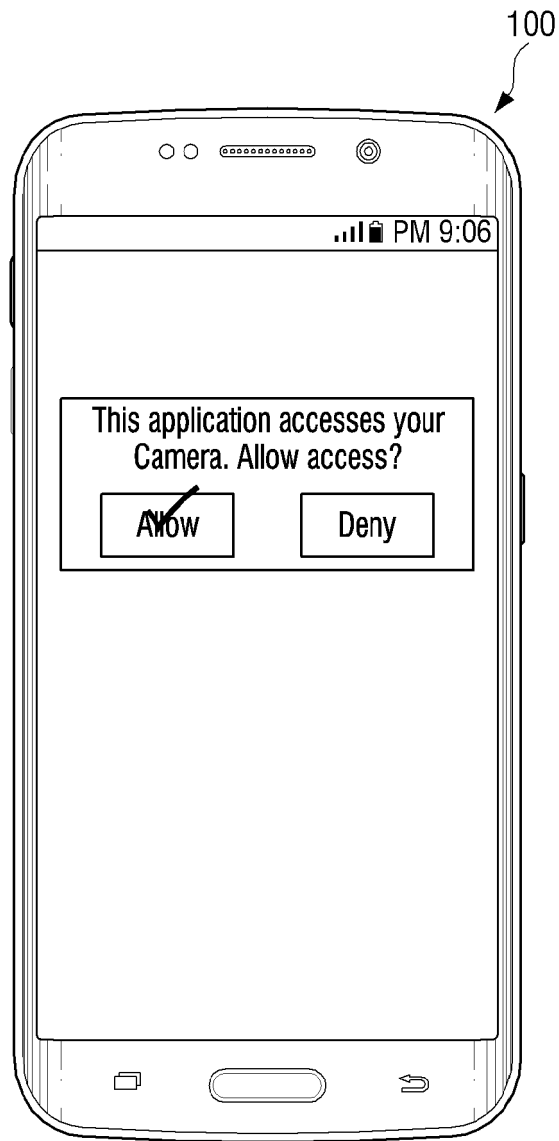 100
PM 9:06
This application accesses your
Camera. Allow access?
Allow Deny